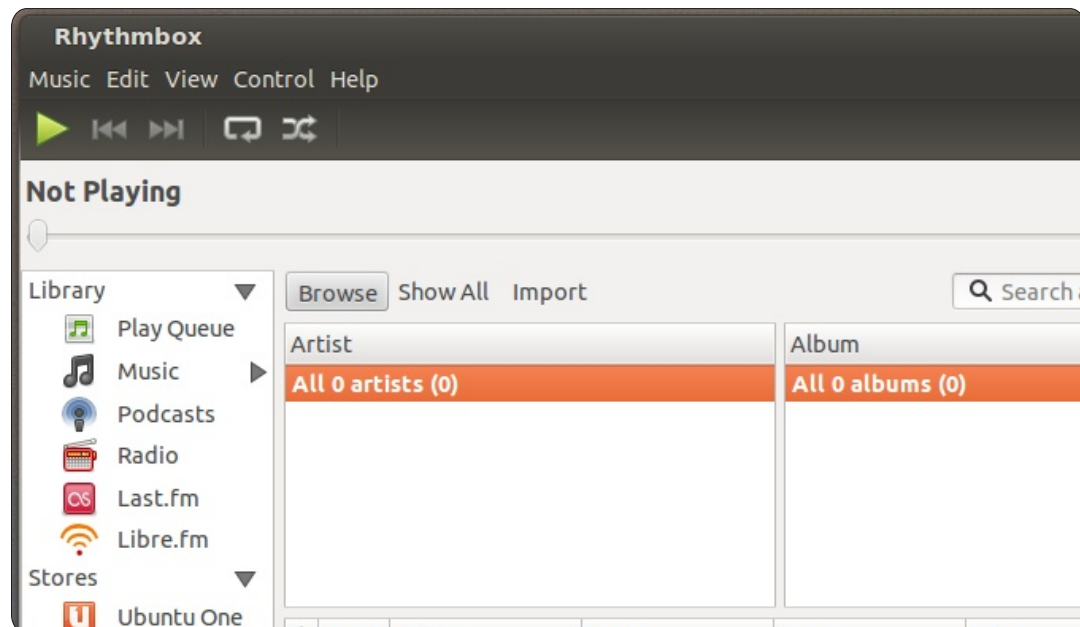 Rhythmbox
Music Edit View Control Help
Not Playing
Library
Browse Show All Import
Search
Play Queue
Artist
Album
Music
All 0 artists (0)
All 0 albums (0)
Podcasts
Radio
Last.fm
Libre.fm
Stores
Ubuntu One